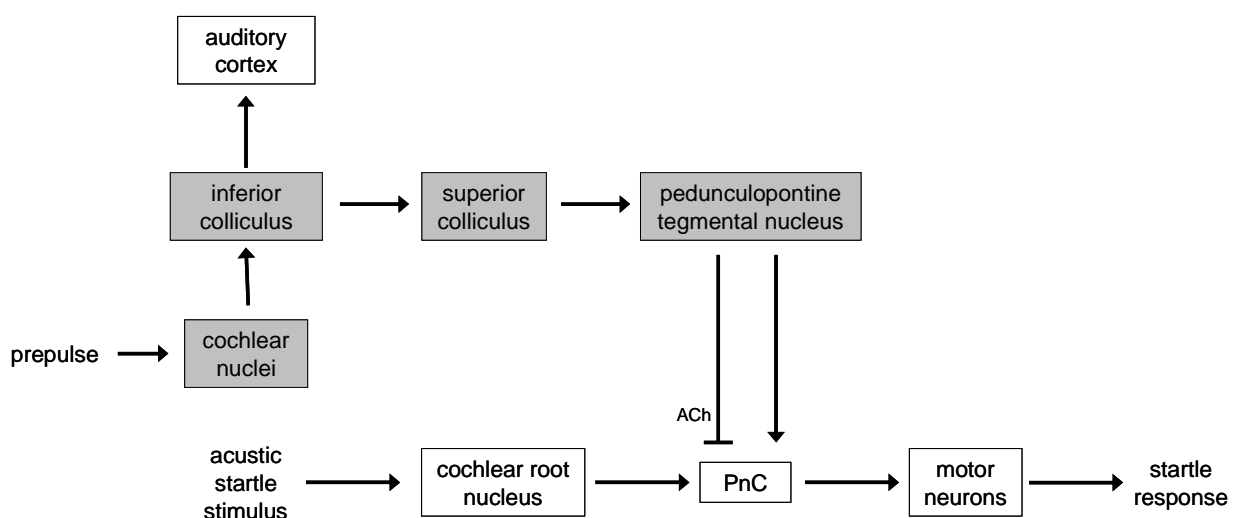 auditory
cortex
inferior
colliculus
superior
colliculus
pedunculopontine
tegmental nucleus
prepulse
cochlear
nuclei
ACh
acustic
startle
stimulus
cochlear root
nucleus
PnC
motor
neurons
startle
response